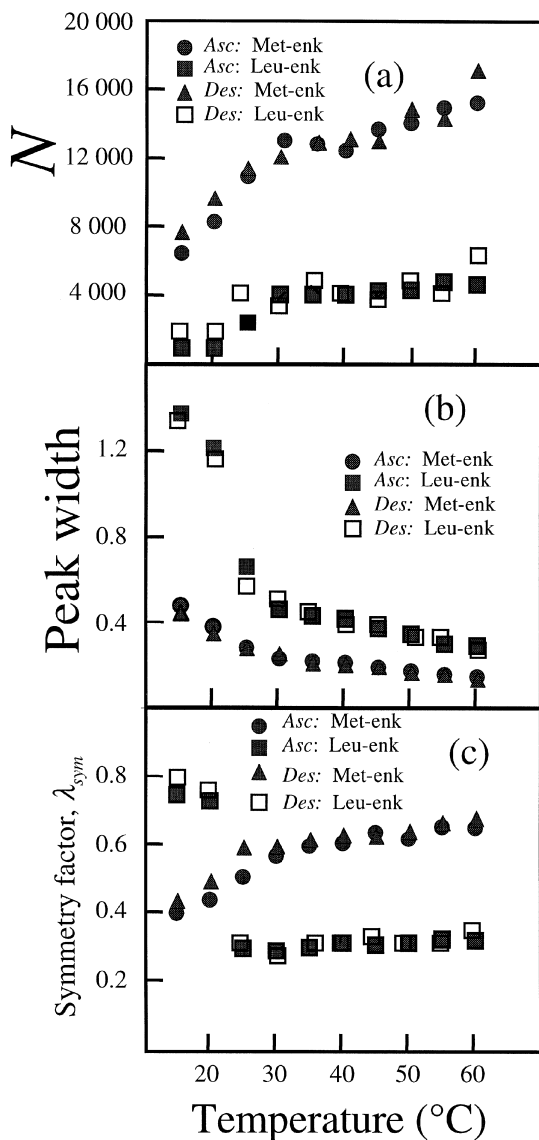 20 000
16 000
12 000
8 000
4 000
N
Asc: Met-enk
Asc: Leu-enk
Des: Met-enk
Des: Leu-enk
(a)
1.2
0.8
0.4
Peak width
(b)
Asc: Met-enk
Asc: Leu-enk
Des: Met-enk
Des: Leu-enk
0.8
0.6
0.4
0.2
Symmetry factor, λsym
Asc: Met-enk
Asc: Leu-enk
Des: Met-enk
Des: Leu-enk
(c)
20 30 40 50 60
Temperature (°C)